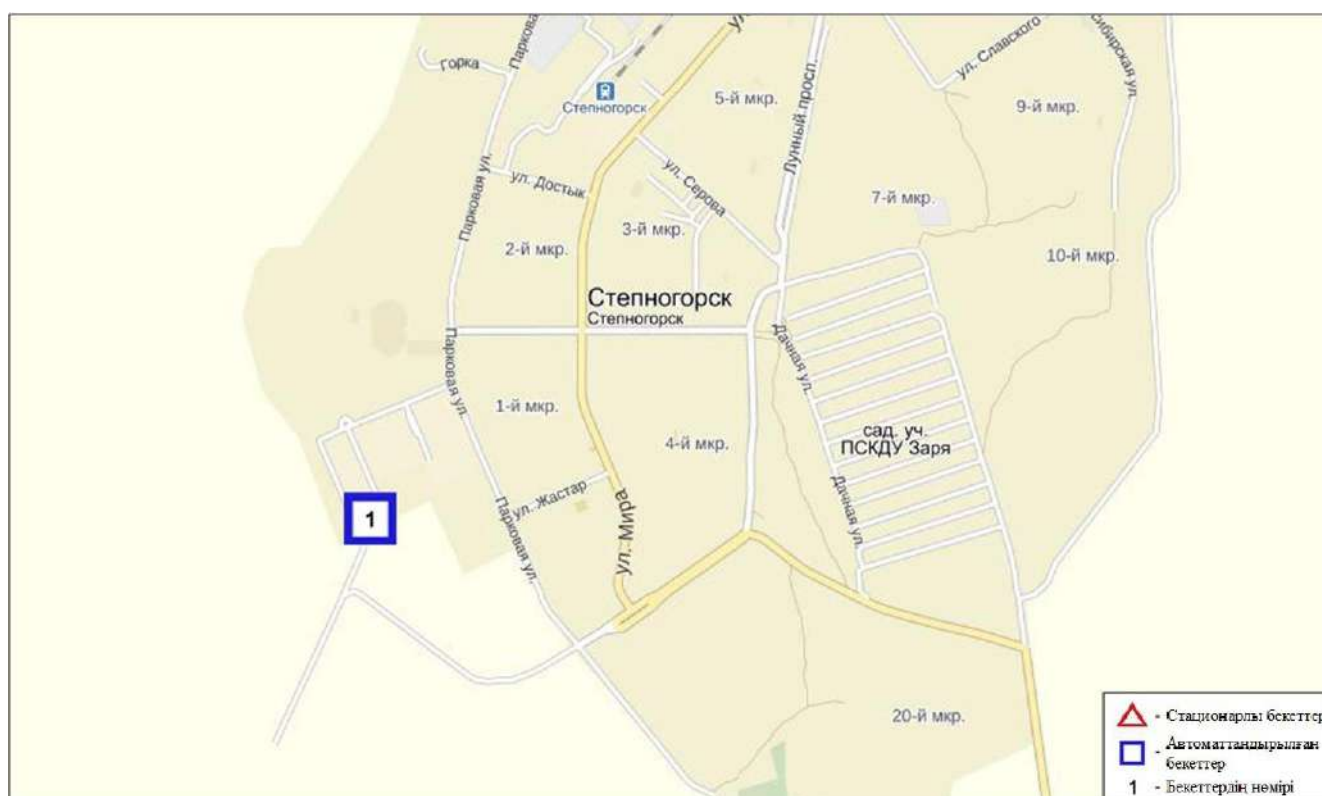 Парковая
ул.
Горка
Степногорск
5-й мкр.
Лунный просп.
ул. Славского
сибирская ул.
9-й мкр.
Парковая ул.
ул. Достык
ул. Серова
7-й мкр.
2-й мкр.
3-й мкр.
10-й мкр.
Степногорск
Степногорск
Парковая ул.
Дачная ул.
1-й мкр.
4-й мкр.
сад. уч.
ПСКДУ Заря
1
ул. Жастар
Парковая ул.
ул. Мира
Дачная ул.
20-й мкр.
- Стационарлы бекеттер
- Автоматтандырылған
бекеттер
1 - Бекеттердің нөмірі